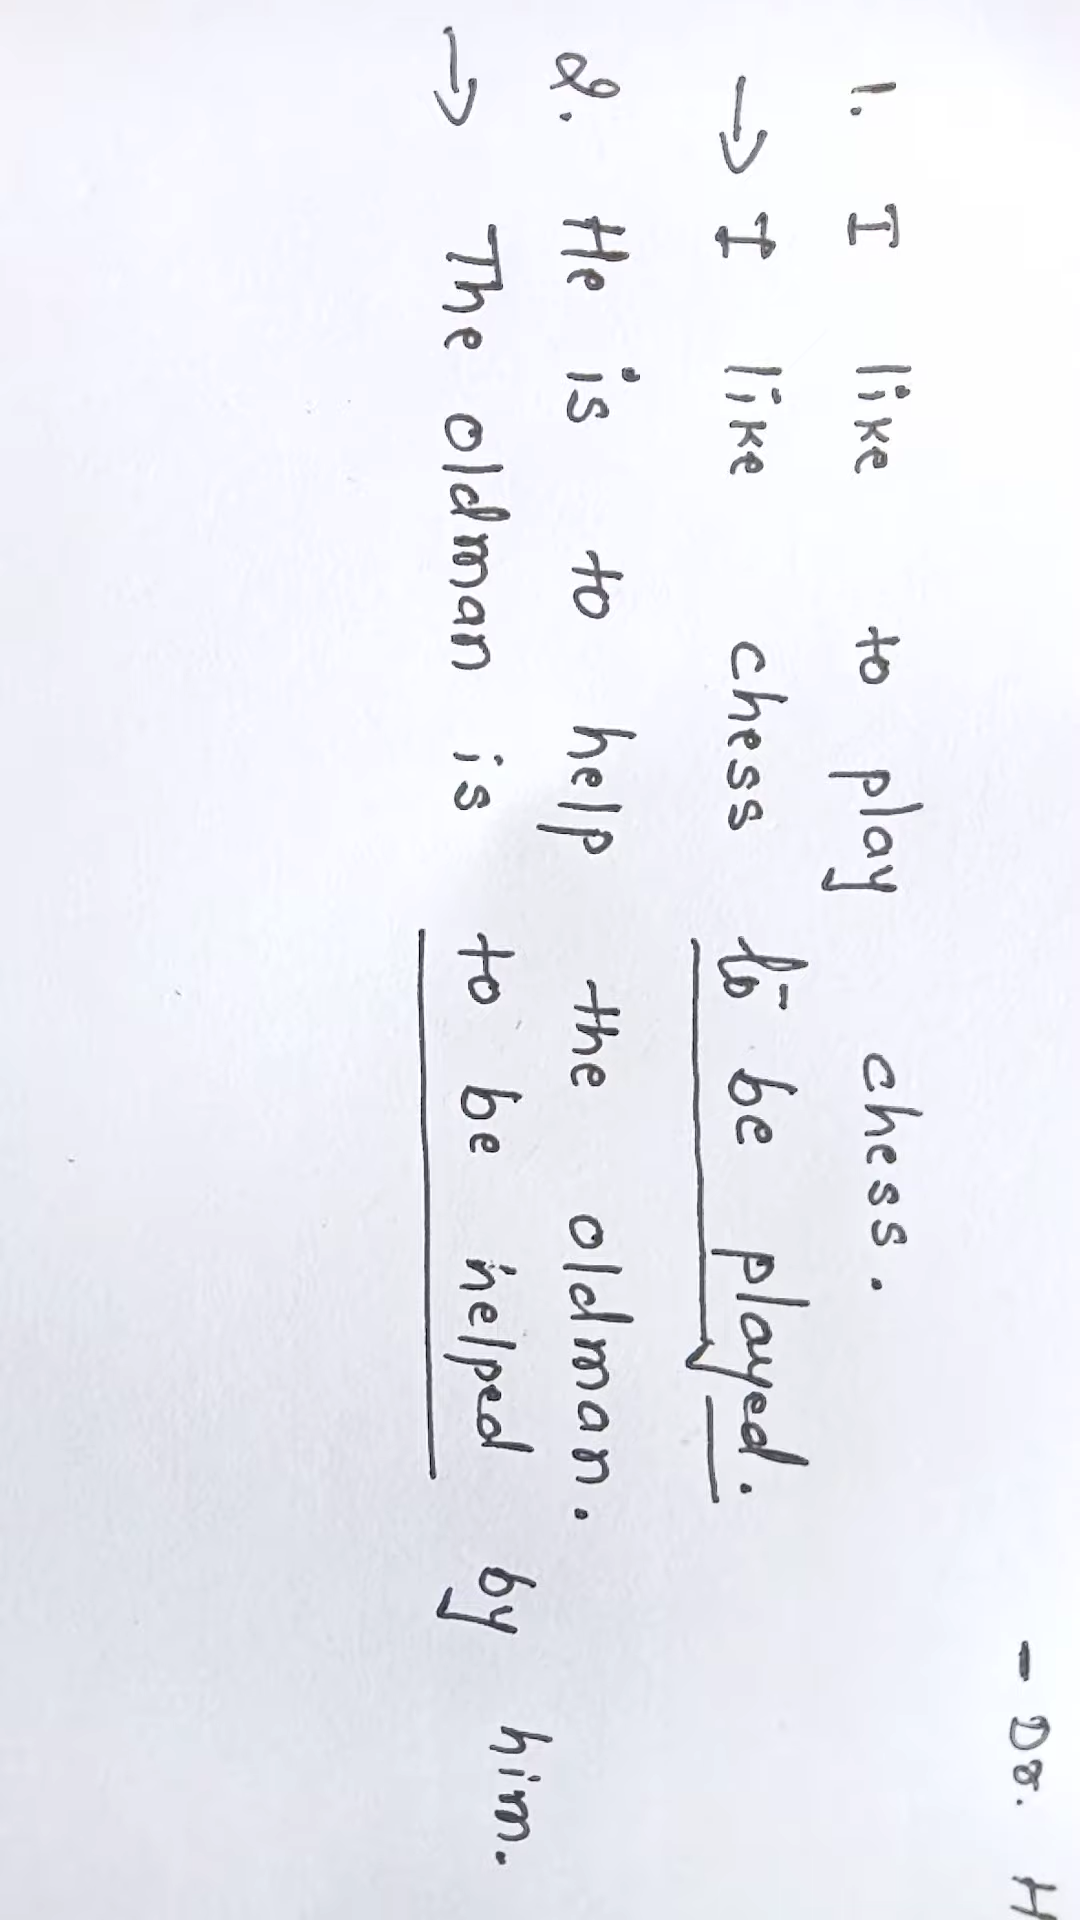 - Dr. H
1. I like to play chess.
→ I like chess to be played.
2. He is to help the oldman.
→ The oldman is to be helped by him.